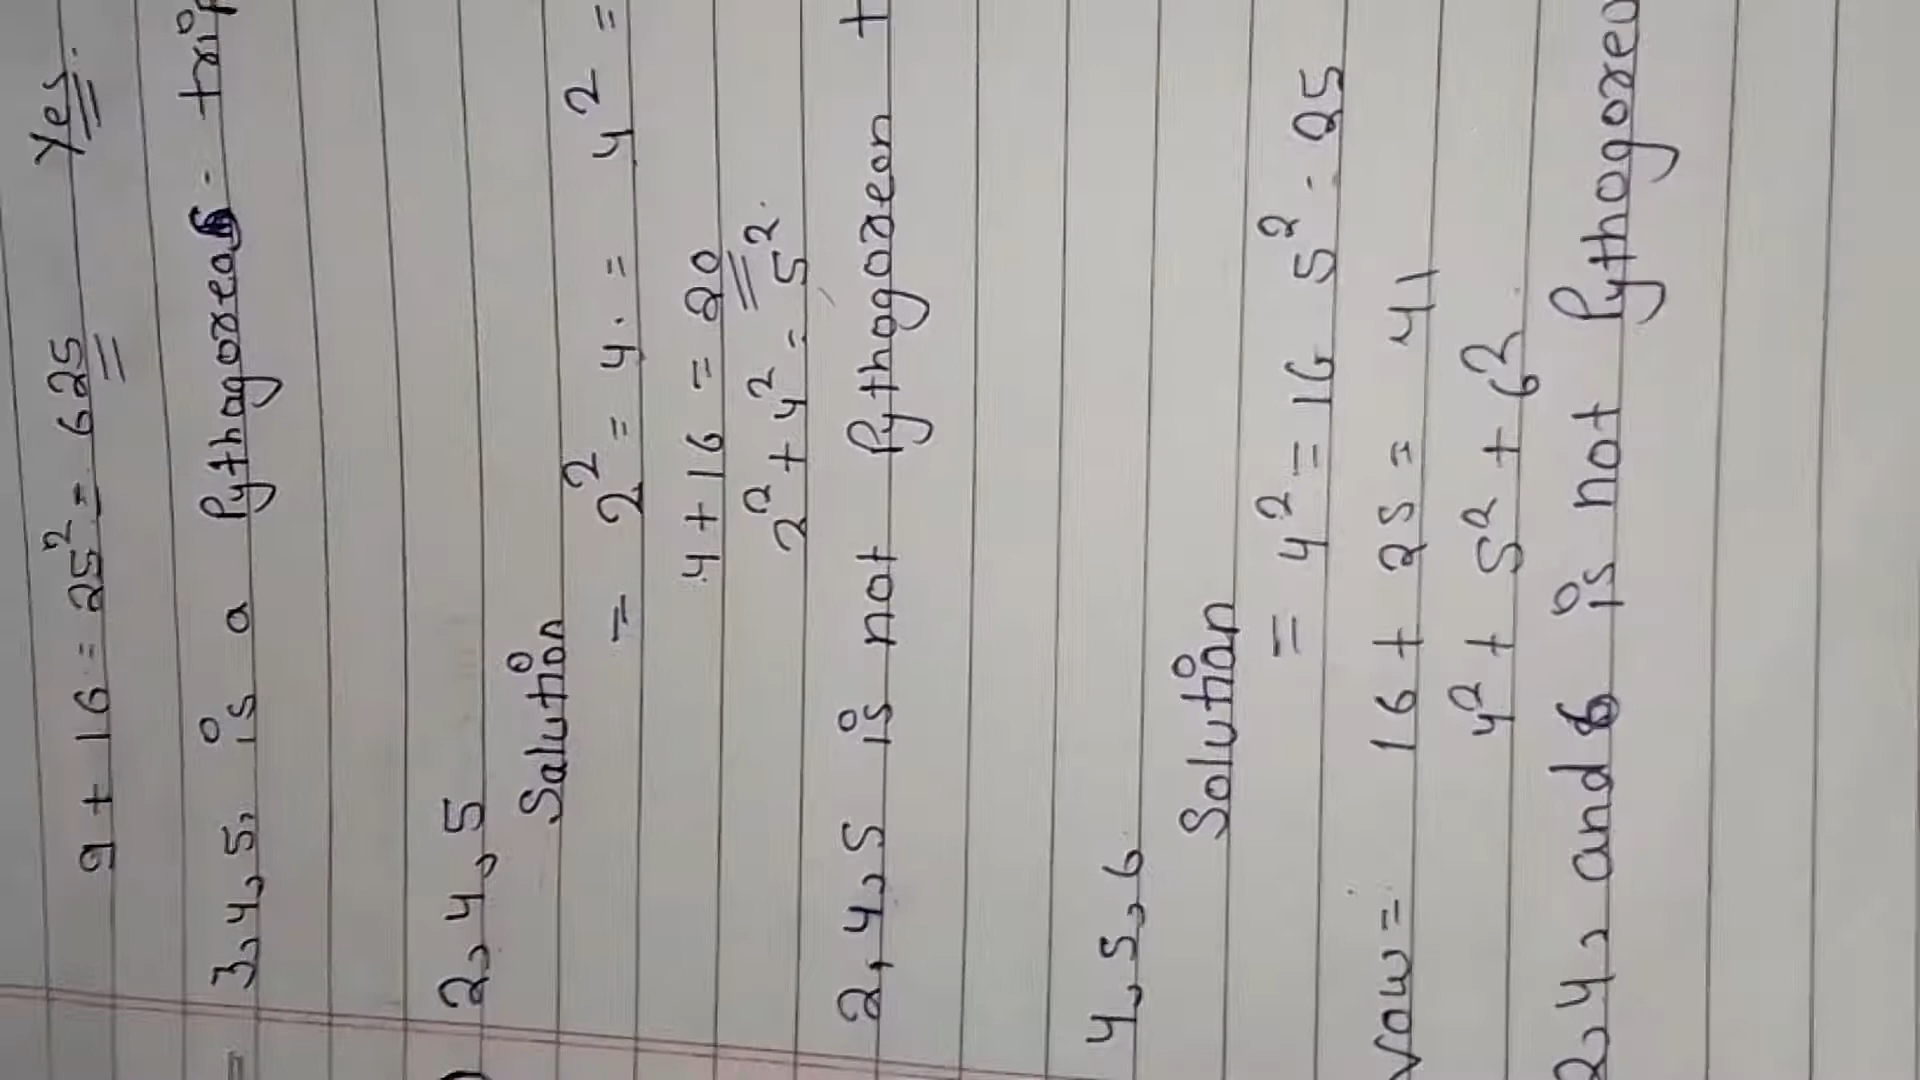 9 + 16 = 25² = 625 Yes.
= 3,4,5, is a Pythagorean trip
2,4,5
Salution
= 2² = 4. = 4² =
4 + 16 = 20
2² + 4² = 5².
2,4,5 is not Pythagorean t
4,5,6
Solution
= 4² = 16 5² = 25
Now = 16 + 25 = 41
4² + 5² + 6²
2,4, and 6 is not Pythagorea